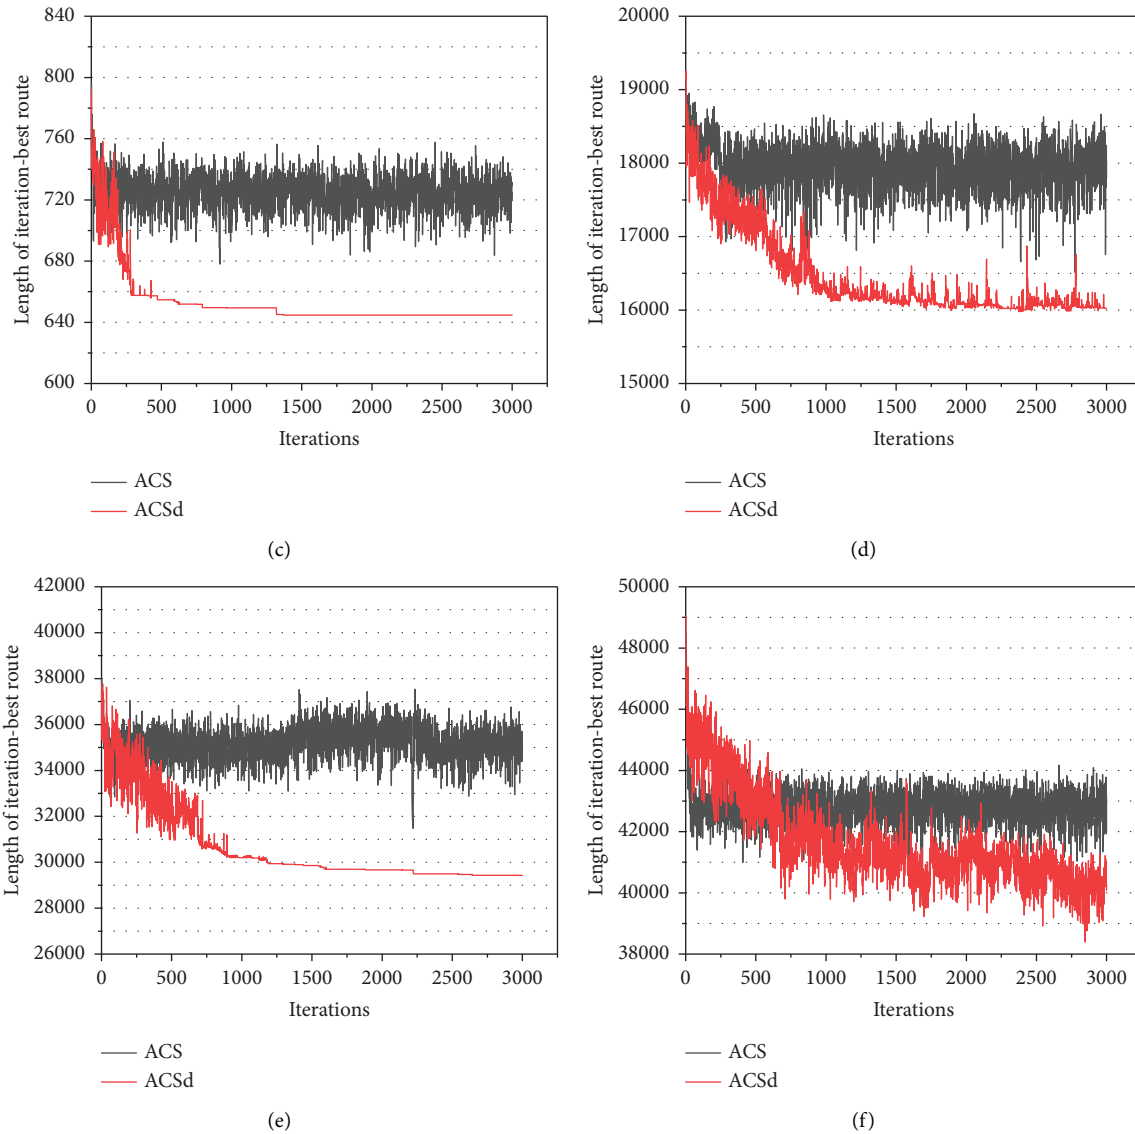 840
800
760
720
680
640
600
Length of iteration-best route
0 500 1000 1500 2000 2500 3000
Iterations
ACS
ACSd
(c)
20000
19000
18000
17000
16000
15000
Length of iteration-best route
0 500 1000 1500 2000 2500 3000
Iterations
ACS
ACSd
(d)
42000
40000
38000
36000
34000
32000
30000
28000
26000
Length of iteration-best route
0 500 1000 1500 2000 2500 3000
Iterations
ACS
ACSd
(e)
50000
48000
46000
44000
42000
40000
38000
Length of iteration-best route
0 500 1000 1500 2000 2500 3000
Iterations
ACS
ACSd
(f)